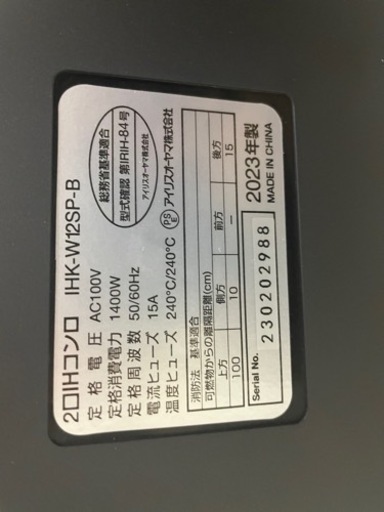 2口IHコンロ IHK-W12SP-B
定格電圧 AC100V
定格消費電力 1400W
定格周波数 50/60Hz
電流ヒューズ 15A
温度ヒューズ 240℃/240℃
総務省基準適合
型式確認 第IRIH-84号
アイリスオーヤマ株式会社
PS
E
アイリスオーヤマ株式会社
消防法 基準適合
可燃物からの離隔距離(cm)
上方 側方 前方 後方
100 10 － 15
Serial No. 230202988
2023年製
MADE IN CHINA